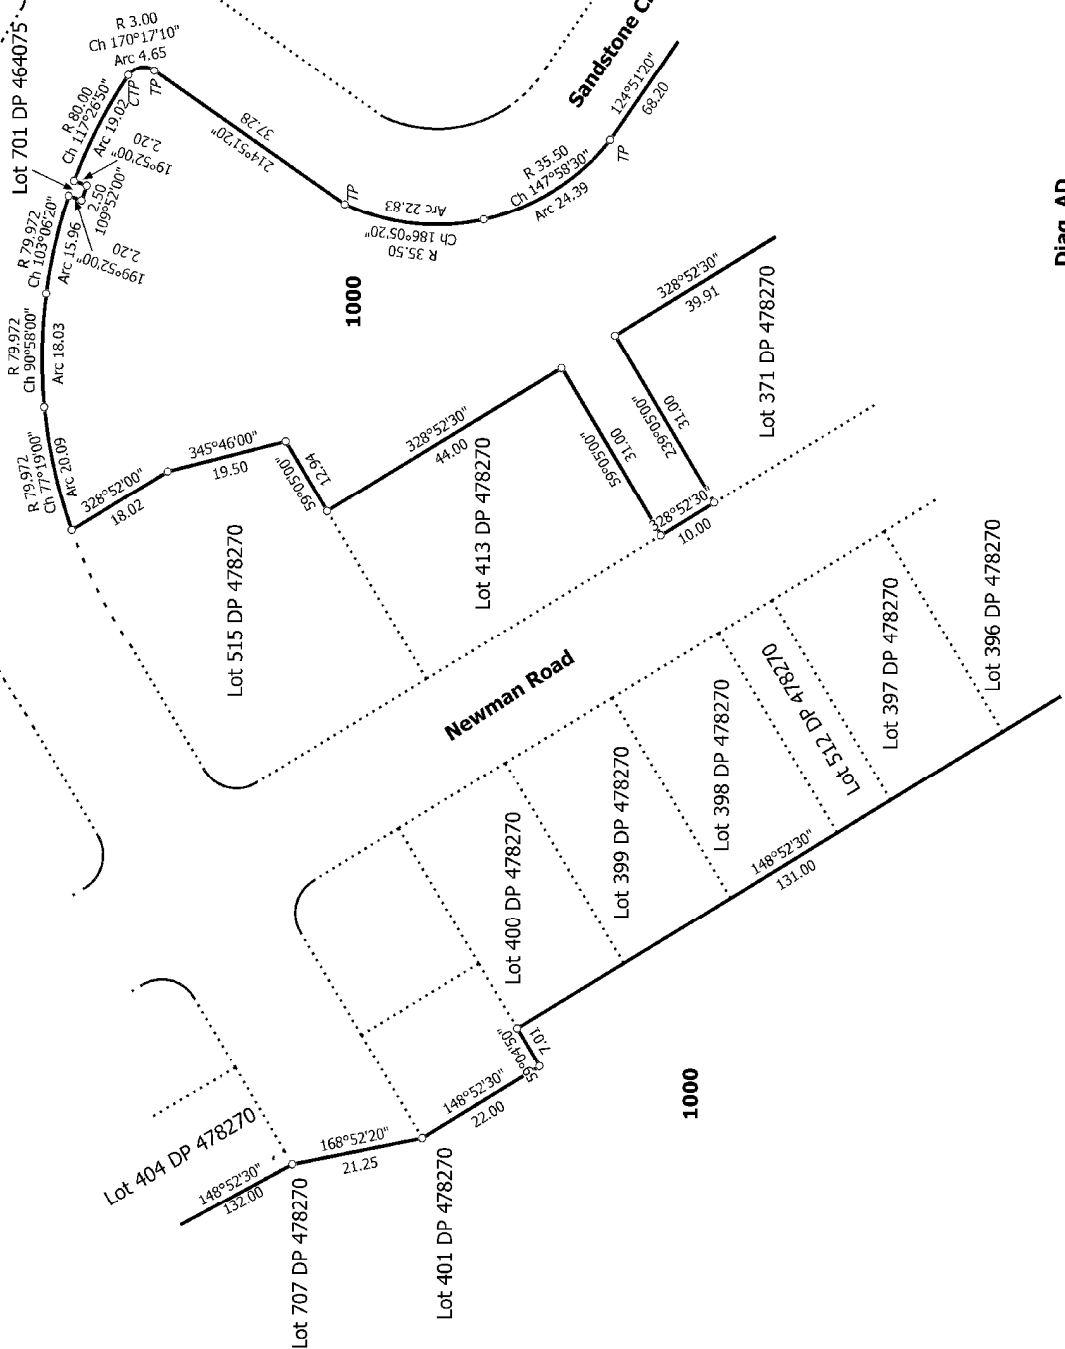 Lot 701 DP 464075
R 3.00
Ch 170°17'10"
Arc 4.65
CTP
TP
R 80.00
Ch 117°26'50"
Arc 19.02
2.20
19°52'00"
2.50
109°52'00"
2.20
199°52'00"
R 79.972
Ch 103°06'20"
Arc 15.96
R 79.972
Ch 90°58'00"
Arc 18.03
R 79.972
Ch 77°19'00"
Arc 20.09
37.28
214°51'20"
TP
Arc 22.83
Ch 186°05'20"
R 35.50
R 35.50
Ch 147°58'30"
Arc 24.39
TP
124°51'20"
68.20
Sandstone
1000
328°52'00"
18.02
345°46'00"
19.50
12.94
59°05'00"
328°52'30"
44.00
31.00
59°05'00"
328°52'30"
10.00
31.00
239°05'00"
328°52'30"
39.91
Lot 371 DP 478270
Lot 413 DP 478270
Lot 515 DP 478270
Newman Road
Diag. AD
Lot 396 DP 478270
Lot 397 DP 478270
Lot 512 DP 478270
Lot 398 DP 478270
Lot 399 DP 478270
Lot 400 DP 478270
148°52'30"
131.00
7.01
59°04'50"
148°52'30"
22.00
168°52'20"
21.25
148°52'30"
132.00
Lot 404 DP 478270
Lot 401 DP 478270
Lot 707 DP 478270
1000